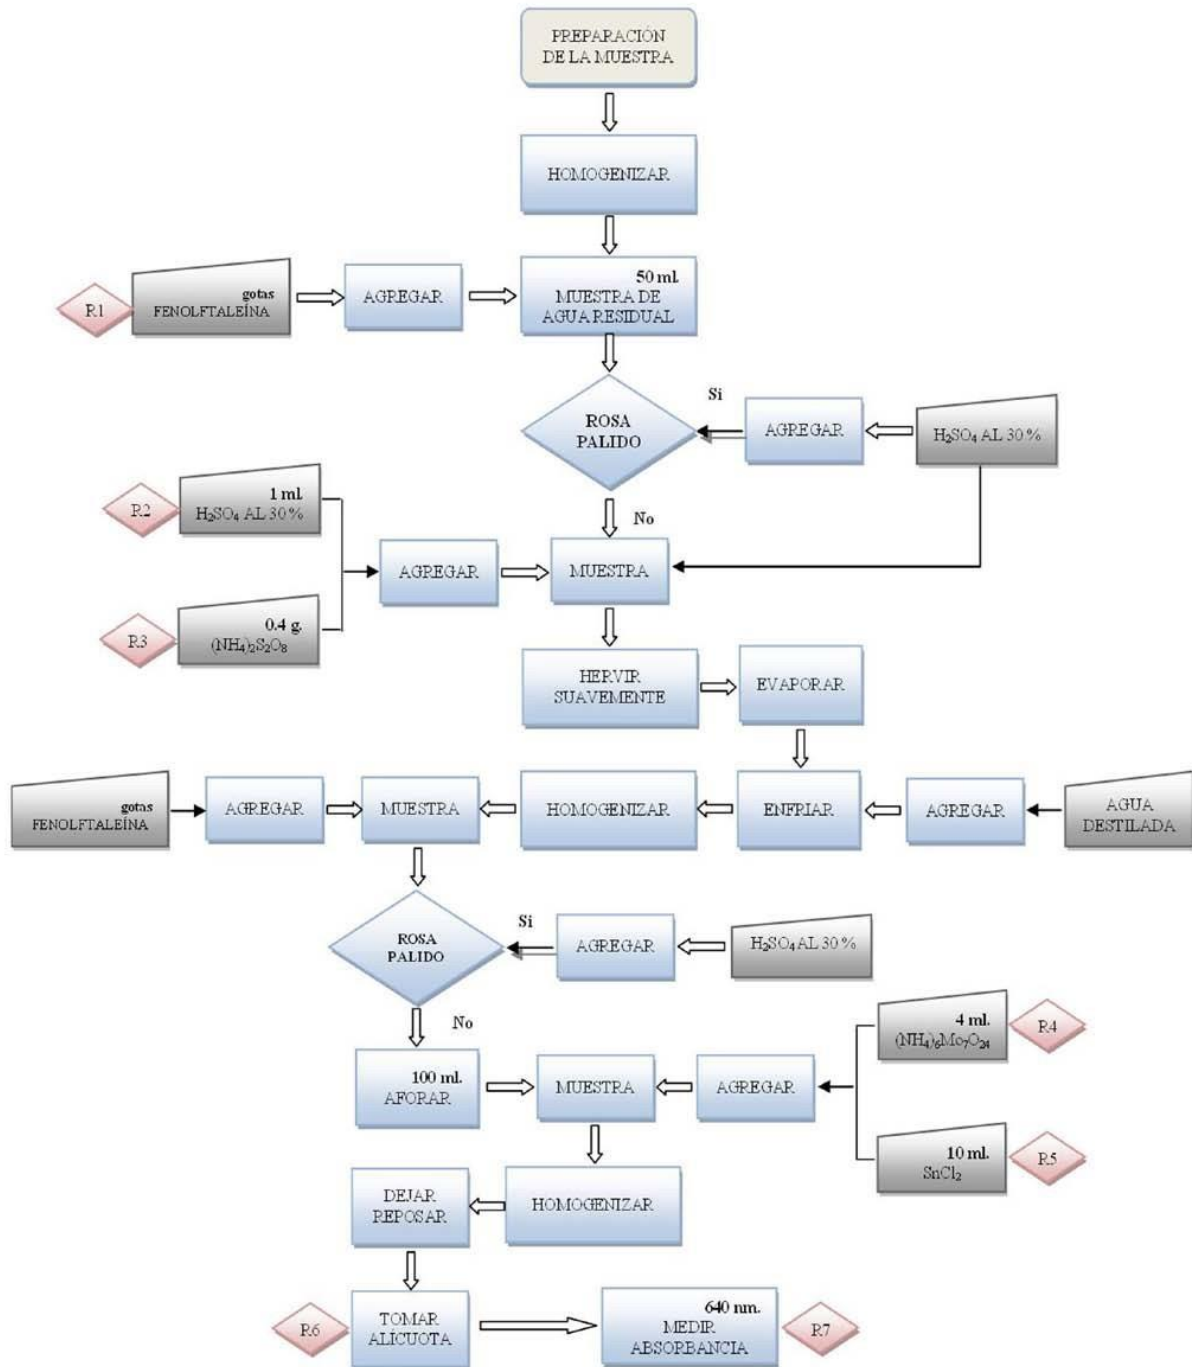 PREPARACIÓN
DE LA MUESTRA
HOMOGENIZAR
R1
gotas
FENOLFTALEÍNA
AGREGAR
50 ml.
MUESTRA DE
AGUA RESIDUAL
ROSA
PALIDO
Si
AGREGAR
H₂SO₄ AL 30%
No
R2
1 ml.
H₂SO₄ AL 30%
AGREGAR
MUESTRA
R3
0.4 g.
(NH₄)₂S₂O₈
HERVIR
SUAVEMENTE
EVAPORAR
gotas
FENOLFTALEÍNA
AGREGAR
MUESTRA
HOMOGENIZAR
ENFRIAR
AGREGAR
AGUA
DESTILADA
ROSA
PALIDO
Si
AGREGAR
H₂SO₄ AL 30%
No
100 ml.
AFORAR
MUESTRA
AGREGAR
4 ml.
(NH₄)₆Mo₇O₂₄
R4
10 ml.
SnCl₂
R5
DEJAR
REPOSAR
HOMOGENIZAR
R6
TOMAR
ALÍCUOTA
640 nm.
MEDIR
ABSORBANCIA
R7